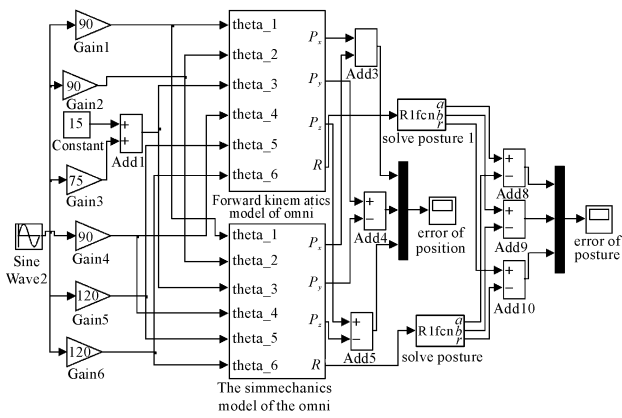 90
Gain1
90
Gain2
15
Constant
+
+
Add1
75
Gain3
Sine
Wave2
90
Gain4
120
Gain5
120
Gain6
theta_1
theta_2
theta_3
theta_4
theta_5
theta_6
Px
Py
Pz
R
Forward kinem atics
model of omni
theta_1
theta_2
theta_3
theta_4
theta_5
theta_6
Px
Py
Pz
R
The simmechanics
model of the omni
Add3
+
−
Add4
+
−
Add5
error of
position
R1fcn
a
b
r
solve posture 1
R1fcn
a
b
r
solve posture
+
−
Add8
+
−
Add9
+
−
Add10
error of
posture